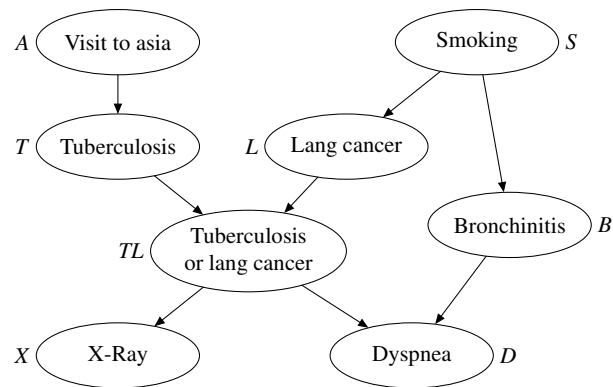 A Visit to asia
Smoking S
T Tuberculosis
L Lang cancer
Bronchinitis B
TL Tuberculosis
or lang cancer
X X-Ray
Dyspnea D